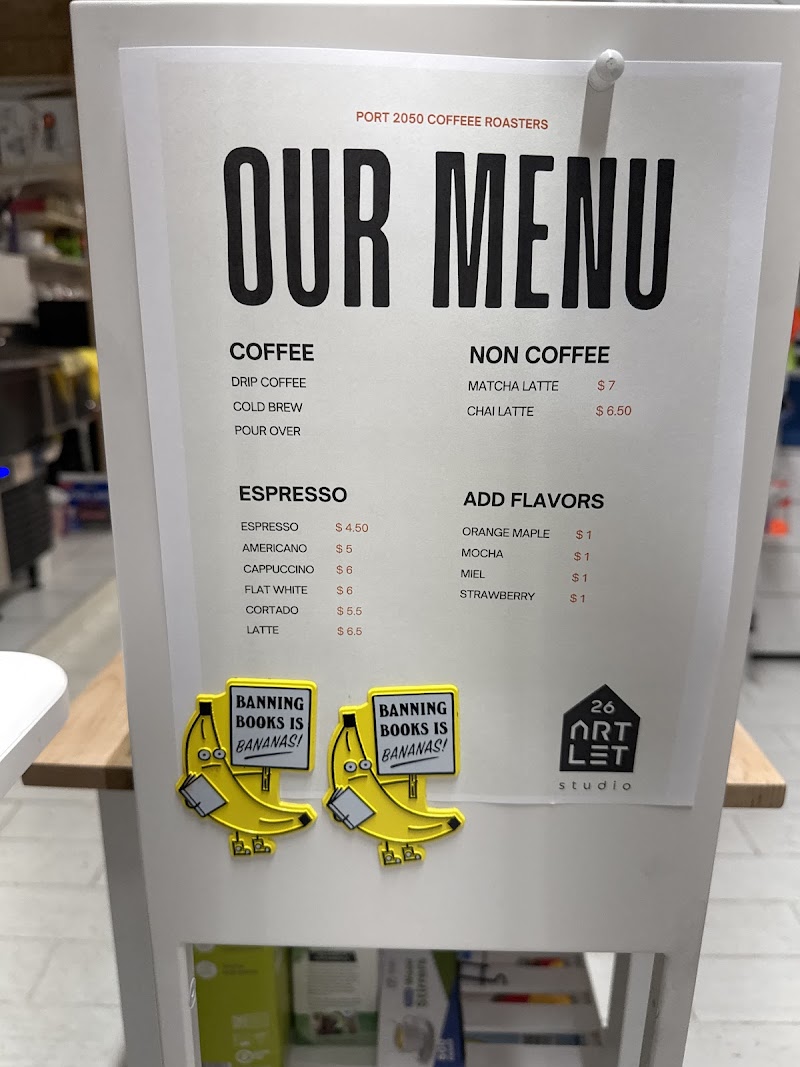 PORT 2050 COFFEEE ROASTERS
OUR MENU
COFFEE
DRIP COFFEE
COLD BREW
POUR OVER
NON COFFEE
MATCHA LATTE $ 7
CHAI LATTE $ 6.50
ESPRESSO
ESPRESSO $ 4.50
AMERICANO $ 5
CAPPUCCINO $ 6
FLAT WHITE $ 6
CORTADO $ 5.5
LATTE $ 6.5
ADD FLAVORS
ORANGE MAPLE $ 1
MOCHA $ 1
MIEL $ 1
STRAWBERRY $ 1
BANNING
BOOKS IS
BANANAS!
BANNING
BOOKS IS
BANANAS!
26
ART
LET
studio